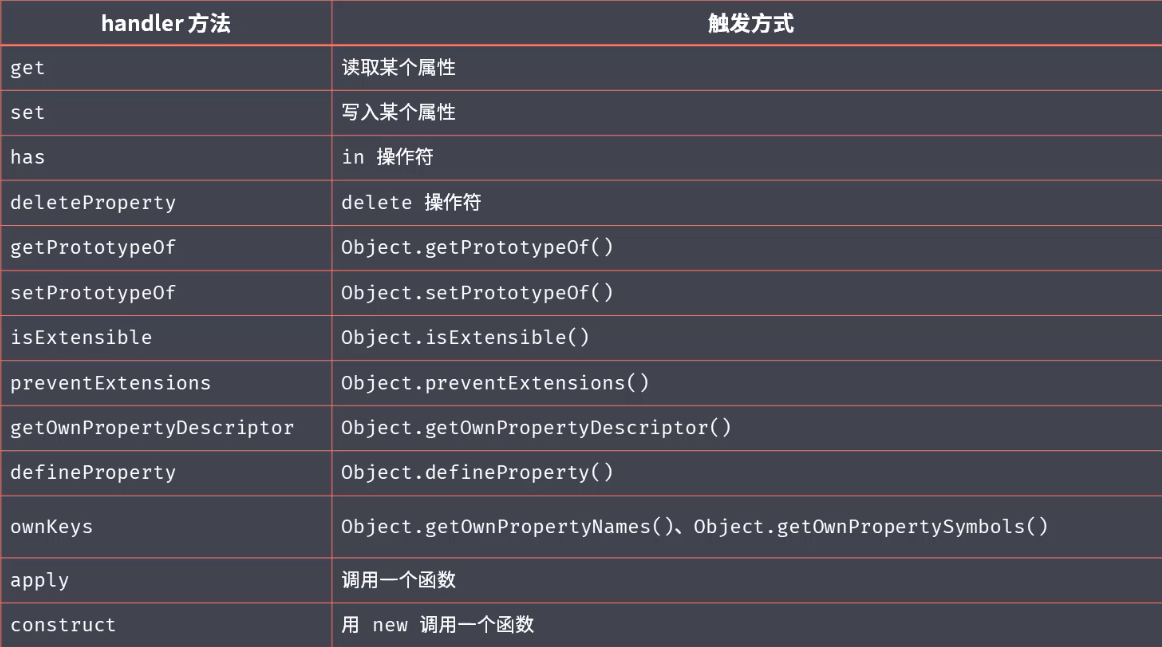 handler 方法 触发方式
get 读取某个属性
set 写入某个属性
has in 操作符
deleteProperty delete 操作符
getPrototypeOf Object.getPrototypeOf()
setPrototypeOf Object.setPrototypeOf()
isExtensible Object.isExtensible()
preventExtensions Object.preventExtensions()
getOwnPropertyDescriptor Object.getOwnPropertyDescriptor()
defineProperty Object.defineProperty()
ownKeys Object.getOwnPropertyNames()、Object.getOwnPropertySymbols()
apply 调用一个函数
construct 用 new 调用一个函数